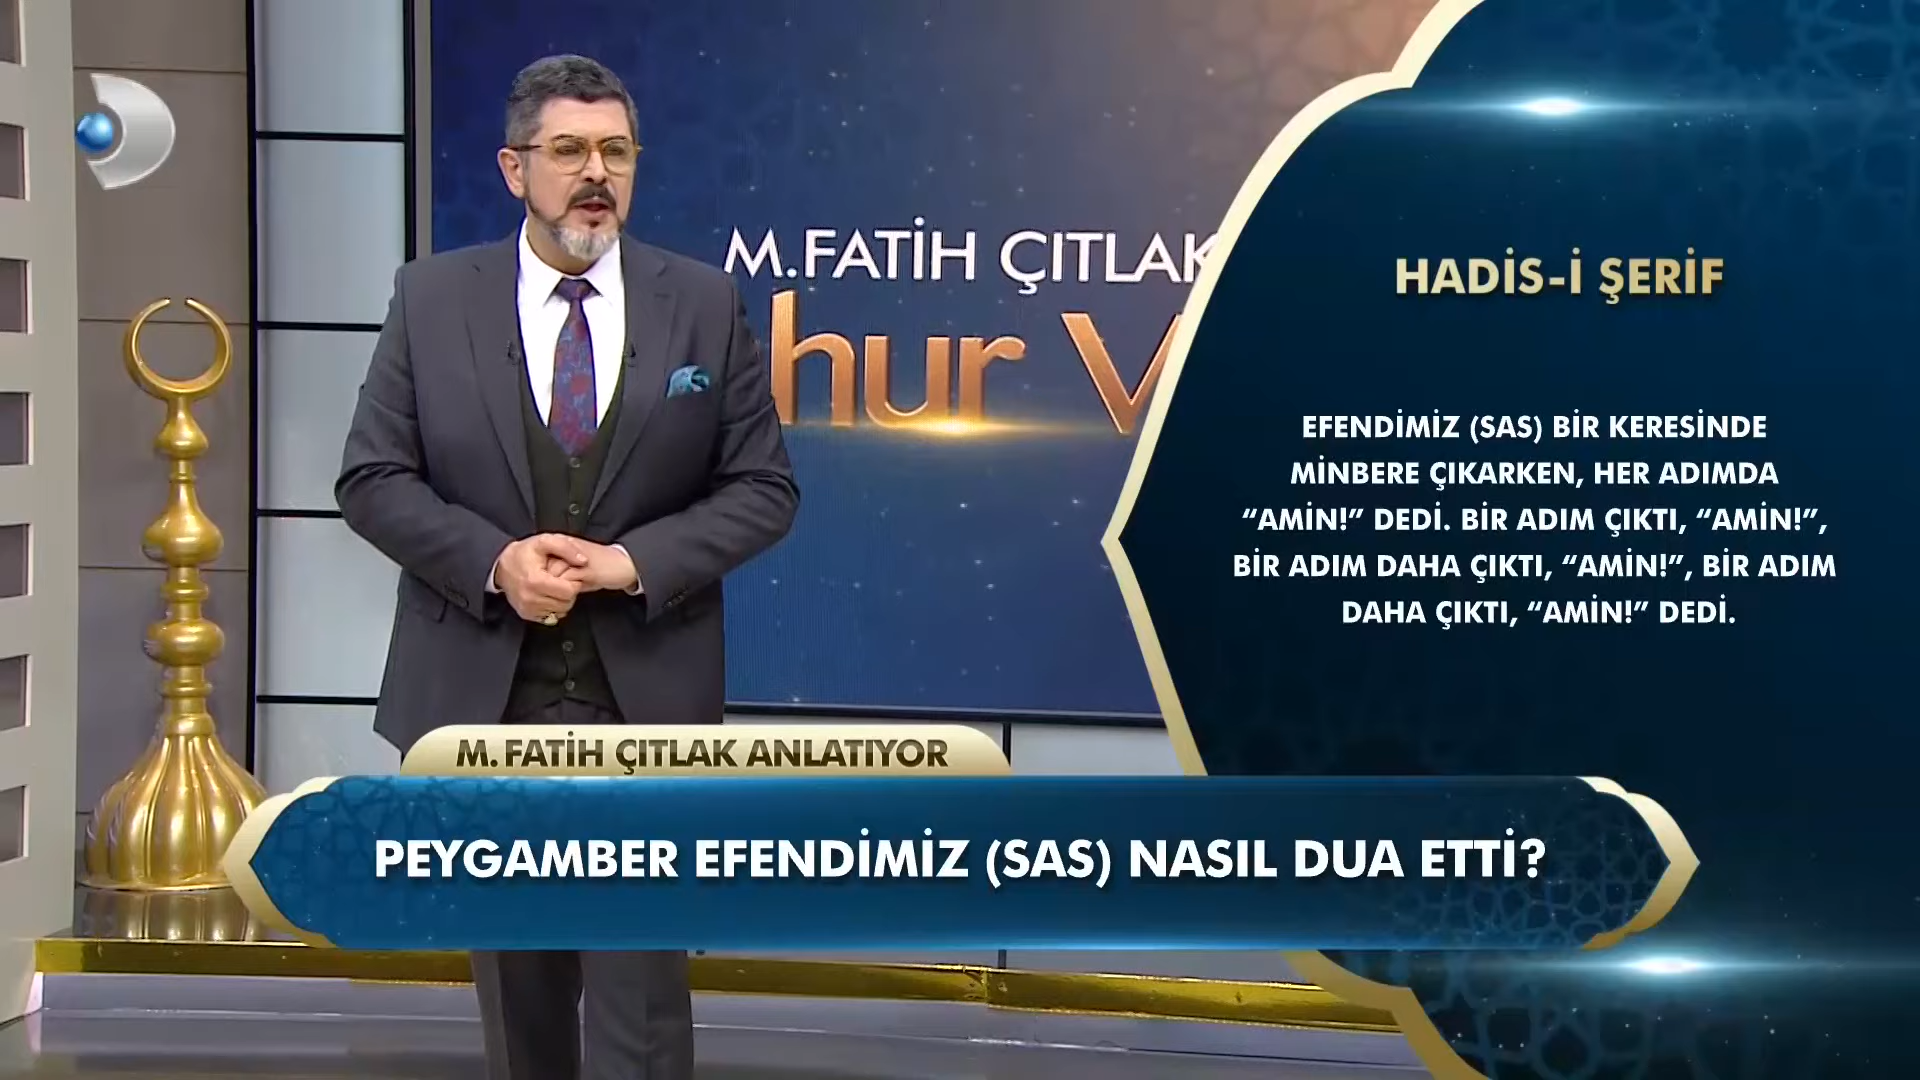 M.FATİH ÇITLAK
hur V
HADİS-İ ŞERİF
EFENDİMİZ (SAS) BİR KERESİNDE
MİNBERE ÇIKARKEN, HER ADIMDA
“AMİN!” DEDİ. BİR ADIM ÇIKTI, “AMİN!”,
BİR ADIM DAHA ÇIKTI, “AMİN!”, BİR ADIM
DAHA ÇIKTI, “AMİN!” DEDİ.
M. FATİH ÇITLAK ANLATIYOR
PEYGAMBER EFENDİMİZ (SAS) NASIL DUA ETTİ?